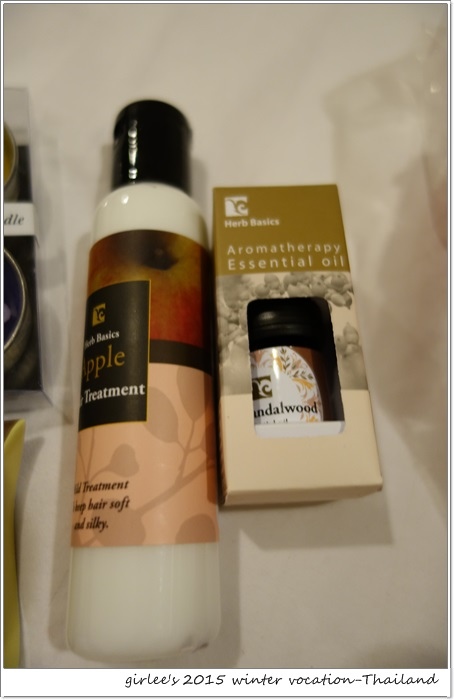 dle
Herb Basics
Aromatherapy
Essential oil
andalwood
Herb Basics
Apple
Treatment
Treatment
keep hair soft
and silky.
girlee's 2015 winter vocation-Thailand